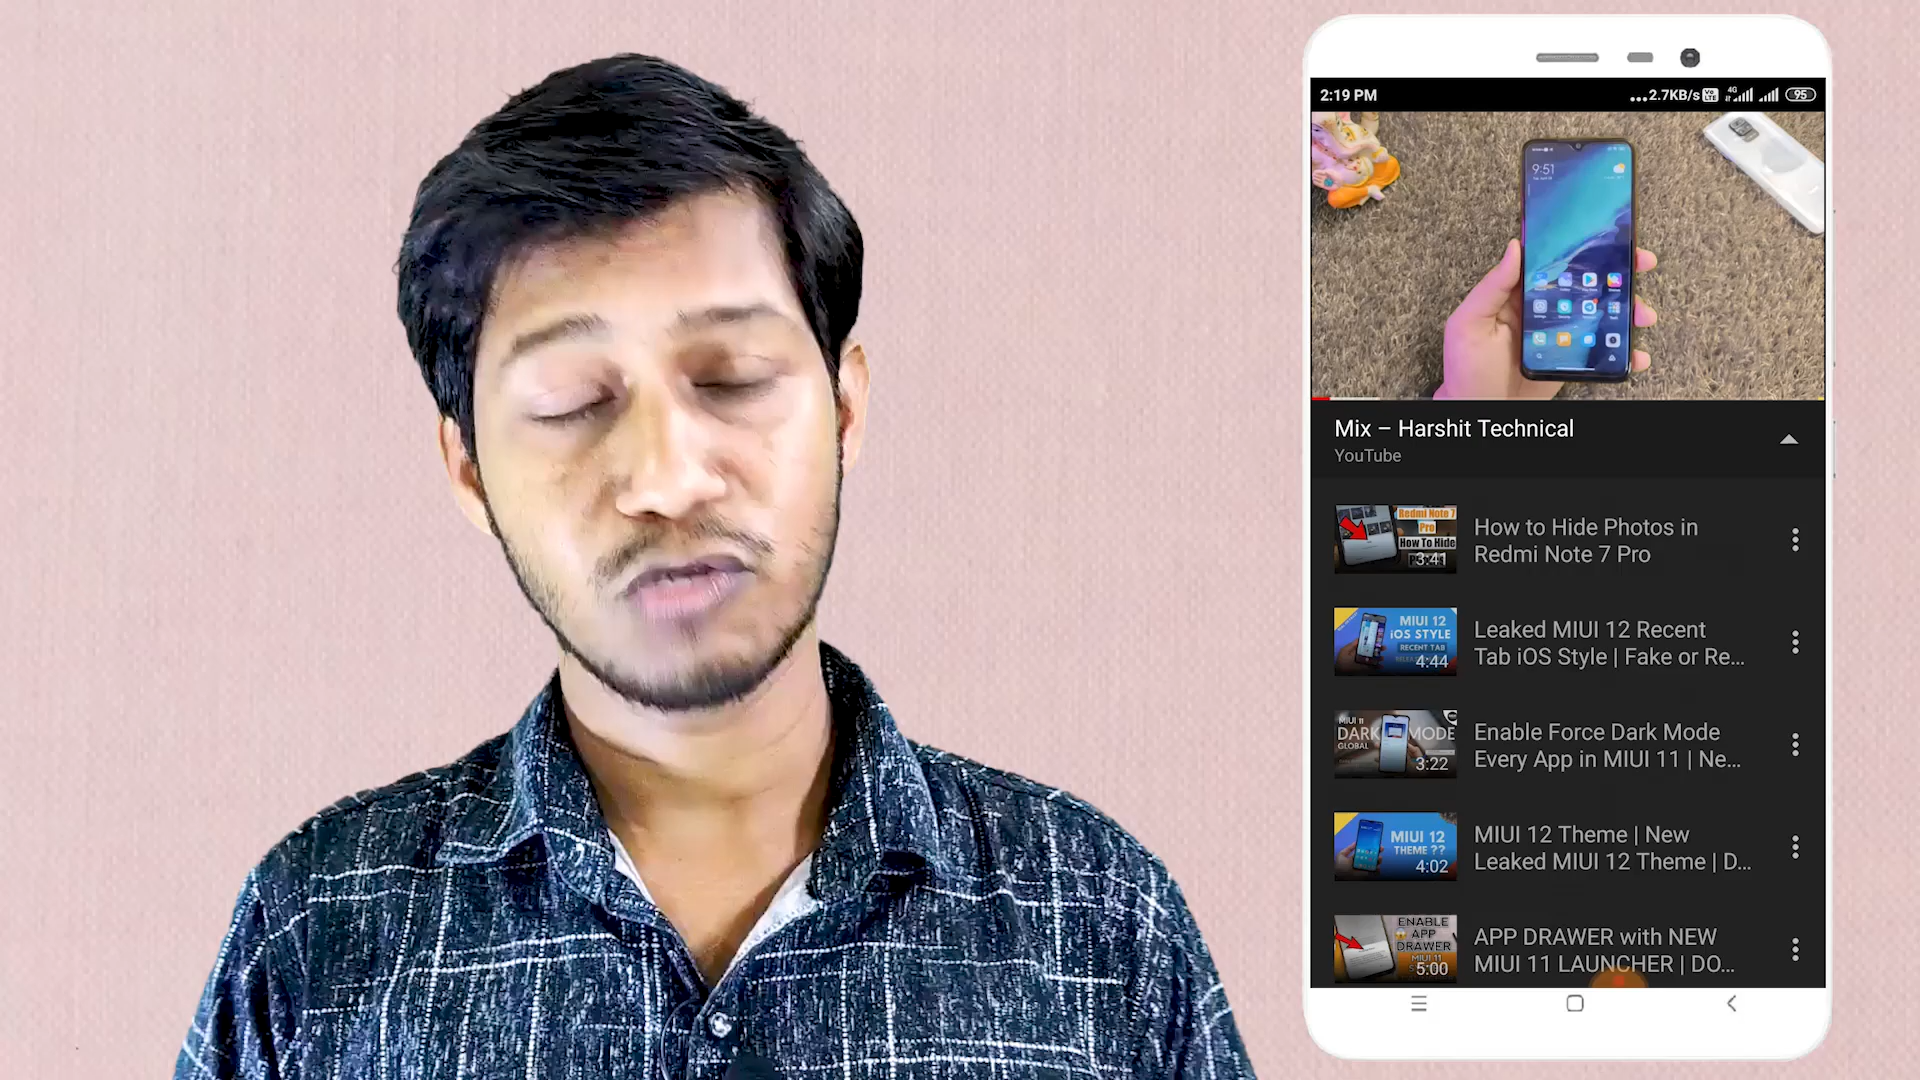 2:19 PM
...2.7KB/s Vo LTE 4G 95
9:51
Mix – Harshit Technical
YouTube
Redmi Note 7
Pro
How To Hide
3:41
How to Hide Photos in
Redmi Note 7 Pro
MIUI 12
iOS STYLE
RECENT TAB
4:44
Leaked MIUI 12 Recent
Tab iOS Style | Fake or Re...
MIUI 11
DARK MODE
GLOBAL
3:22
Enable Force Dark Mode
Every App in MIUI 11 | Ne...
MIUI 12
THEME ??
4:02
MIUI 12 Theme | New
Leaked MIUI 12 Theme | D...
ENABLE
APP
DRAWER
MIUI 11
5:00
APP DRAWER with NEW
MIUI 11 LAUNCHER | DO...